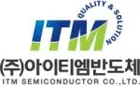 QUALITY & SOLUTION
ITM
(주)아이티엠반도체
ITM SEMICONDUCTOR CO.,LTD.